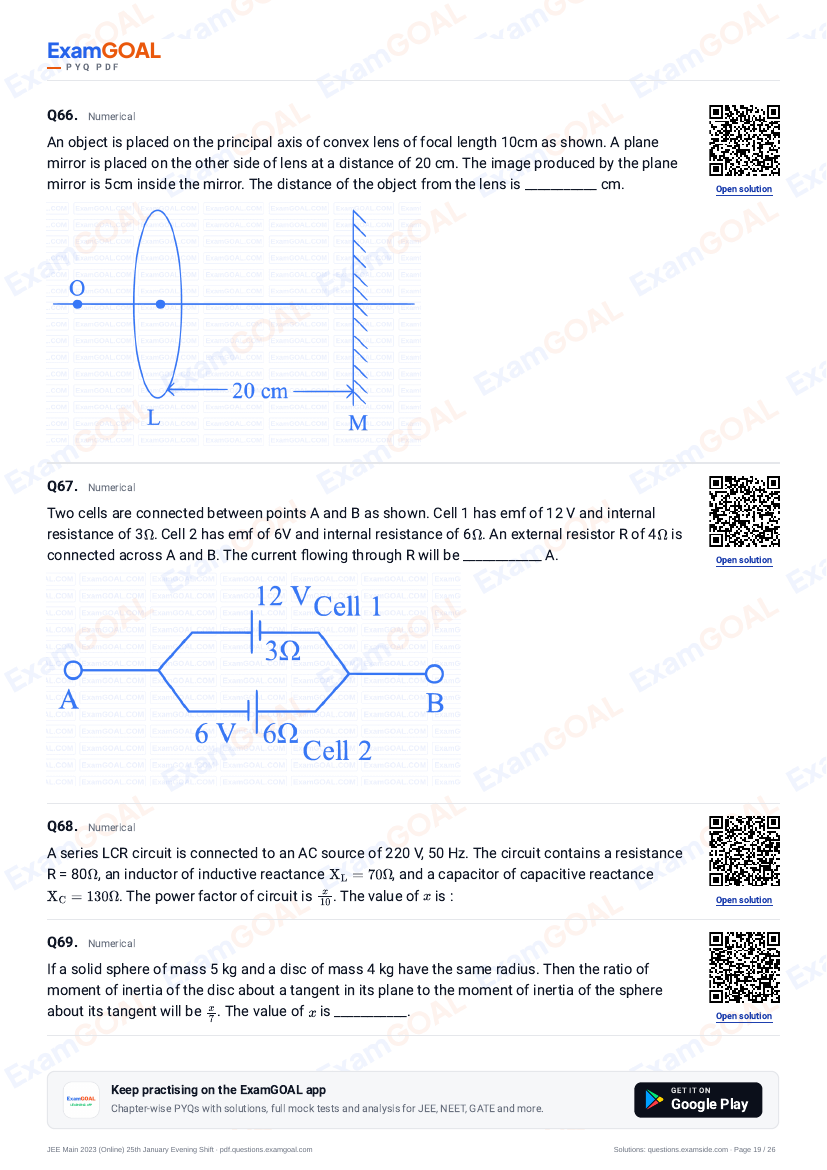 ExamGOAL
PYQ PDF
Q66. Numerical
An object is placed on the principal axis of convex lens of focal length 10cm as shown. A plane
mirror is placed on the other side of lens at a distance of 20 cm. The image produced by the plane
mirror is 5cm inside the mirror. The distance of the object from the lens is ___________ cm.
Open solution
O
20 cm
L
M
Q67. Numerical
Two cells are connected between points A and B as shown. Cell 1 has emf of 12 V and internal
resistance of 3Ω. Cell 2 has emf of 6V and internal resistance of 6Ω. An external resistor R of 4Ω is
connected across A and B. The current flowing through R will be ____________ A.
Open solution
12 V Cell 1
3Ω
A
B
6 V 6Ω Cell 2
Q68. Numerical
A series LCR circuit is connected to an AC source of 220 V, 50 Hz. The circuit contains a resistance
R = 80Ω, an inductor of inductive reactance X_L = 70Ω, and a capacitor of capacitive reactance
X_C = 130Ω. The power factor of circuit is x/10. The value of x is :
Open solution
Q69. Numerical
If a solid sphere of mass 5 kg and a disc of mass 4 kg have the same radius. Then the ratio of
moment of inertia of the disc about a tangent in its plane to the moment of inertia of the sphere
about its tangent will be x/7. The value of x is ___________.
Open solution
Keep practising on the ExamGOAL app
Chapter-wise PYQs with solutions, full mock tests and analysis for JEE, NEET, GATE and more.
GET IT ON
Google Play
JEE Main 2023 (Online) 25th January Evening Shift · pdf.questions.examgoal.com
Solutions: questions.examside.com · Page 19 / 26